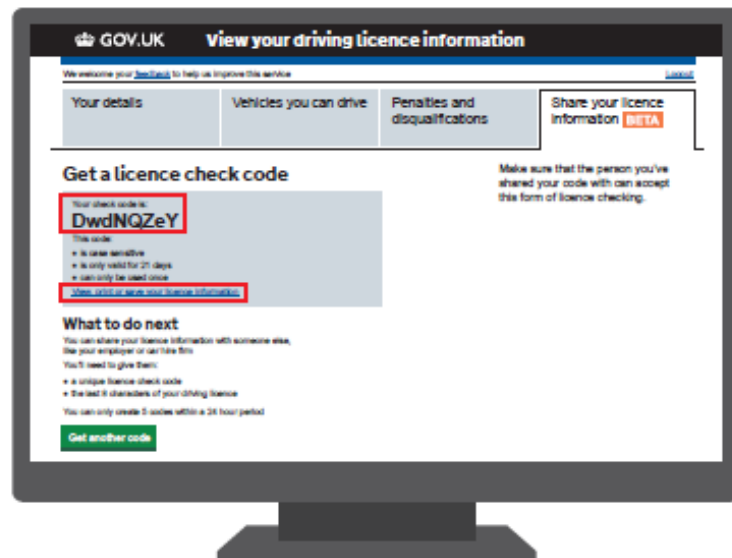 GOV.UK View your driving licence information
We welcome your feedback to help us improve this service
Logout
Your details
Vehicles you can drive
Penalties and
disqualifications
Share your licence
information BETA
Get a licence check code
Your check code is:
DwdNQZeY
This code:
• is case sensitive
• is only valid for 21 days
• can only be used once
View, print or save your licence information
Make sure that the person you've
shared your code with can accept
this form of licence checking.
What to do next
You can share your licence information with someone else,
like your employer or car hire firm
You'll need to give them:
• a unique licence check code
• the last 8 characters of your driving licence
You can only create 5 codes within a 24 hour period
Get another code